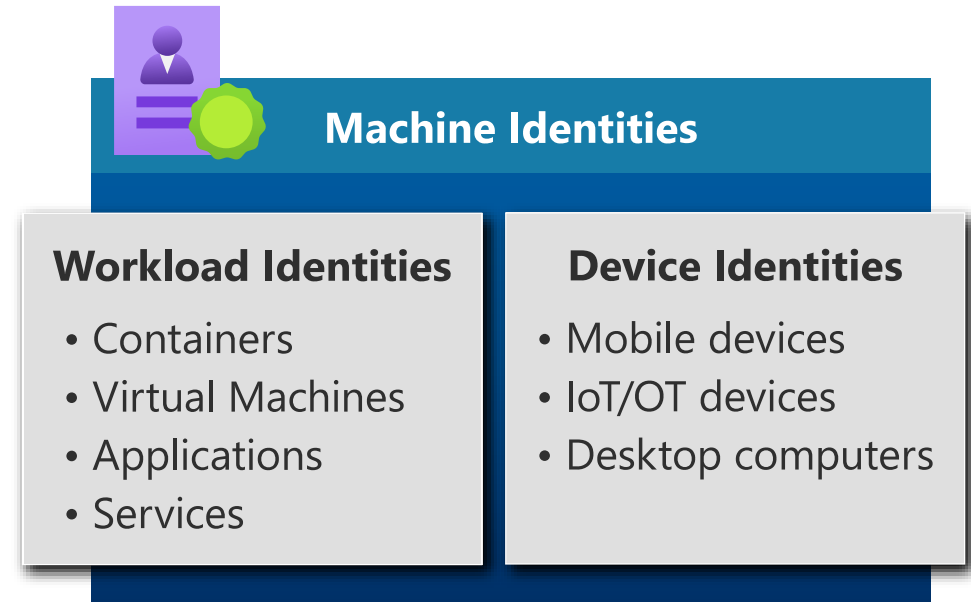 Machine Identities
Workload Identities
• Containers
• Virtual Machines
• Applications
• Services
Device Identities
• Mobile devices
• IoT/OT devices
• Desktop computers